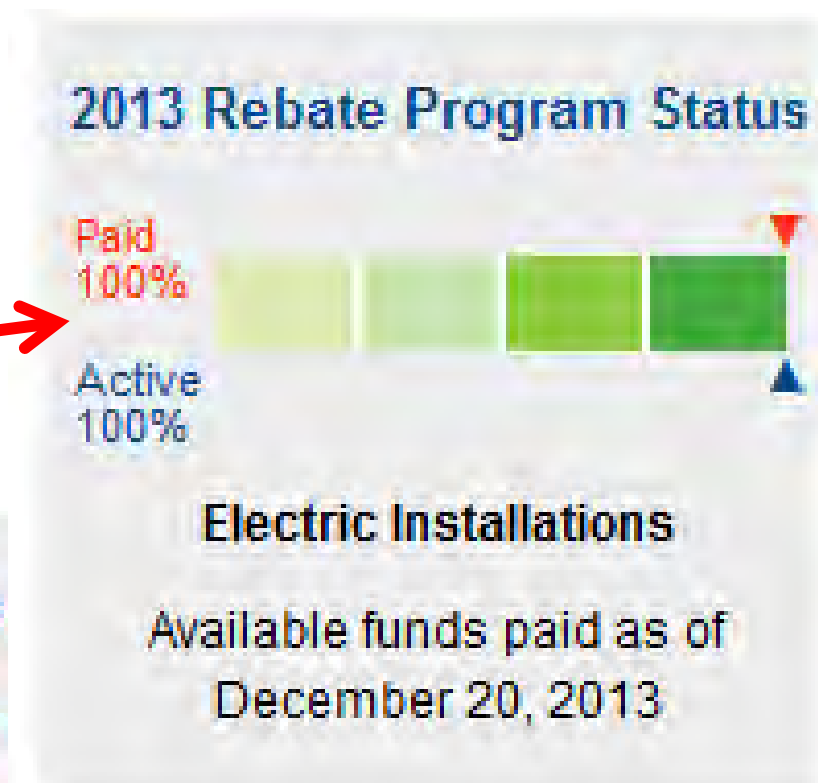 2013 Rebate Program Status
Paid
100%
Active
100%
Electric Installations
Available funds paid as of
December 20, 2013